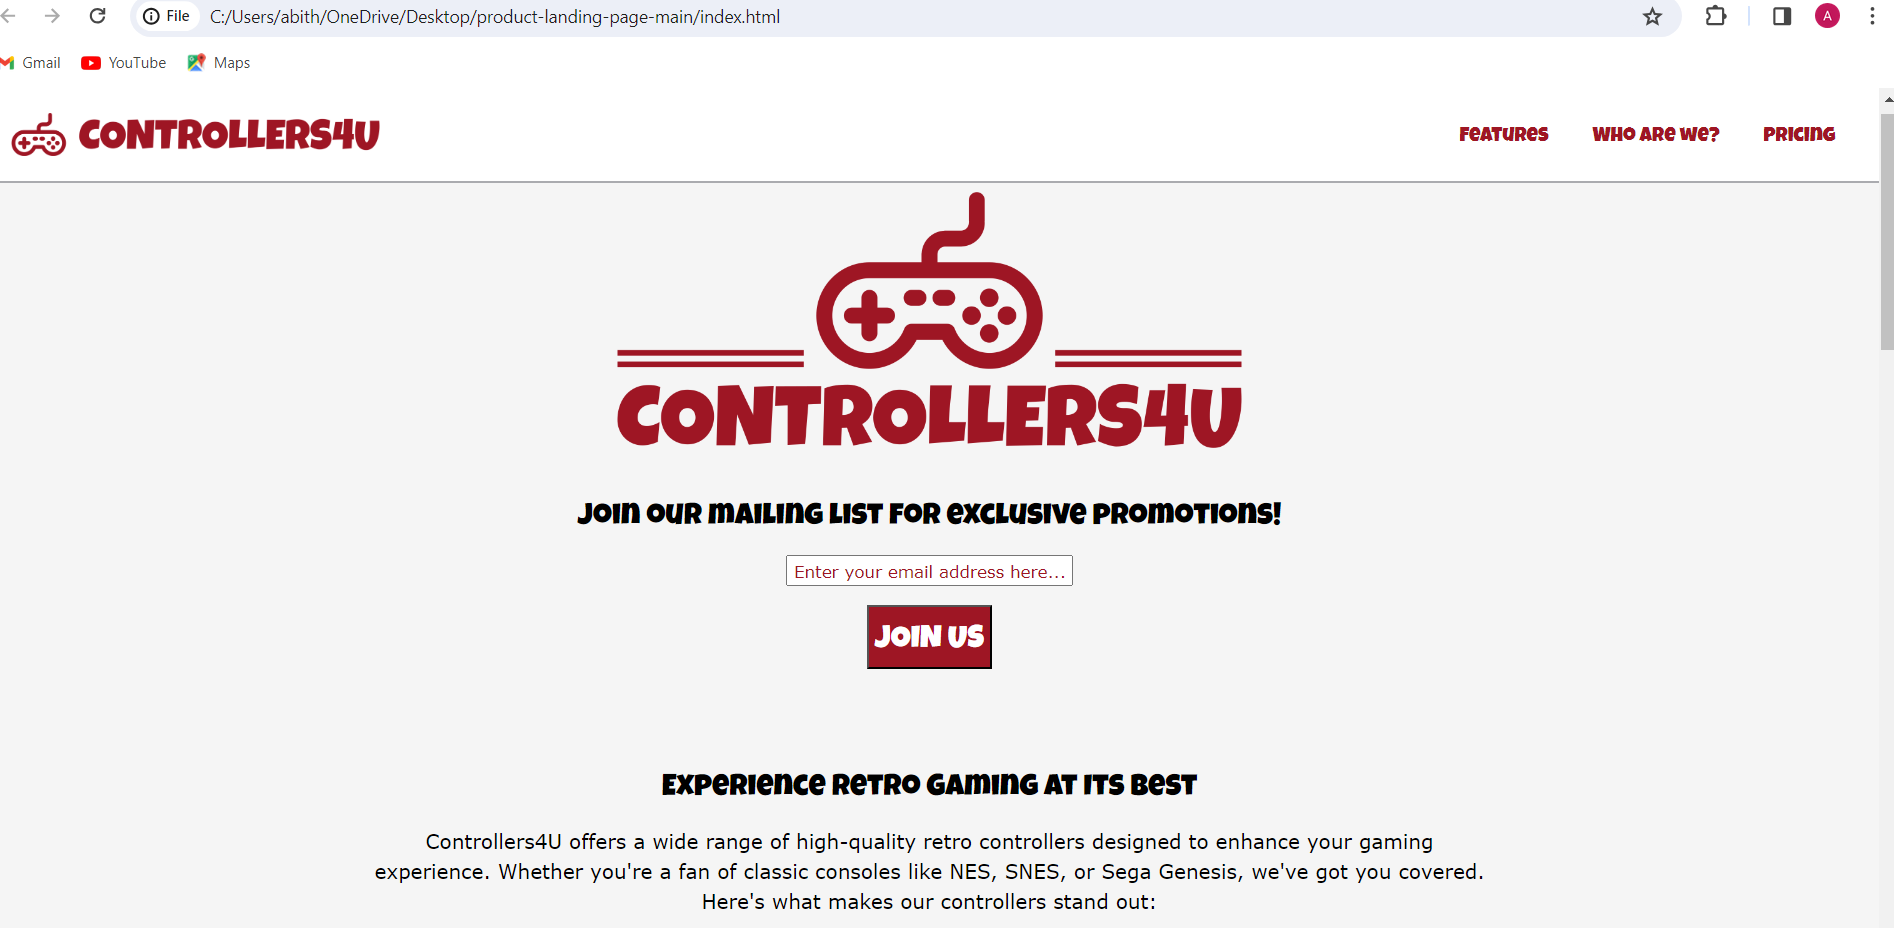 File C:/Users/abith/OneDrive/Desktop/product-landing-page-main/index.html A
Gmail YouTube Maps
CONTROLLERS4U Features Who Are We? Pricing
CONTROLLERS4U
Join our mailing list for exclusive promotions!
Enter your email address here...
JOIN US
Experience Retro Gaming at Its Best
Controllers4U offers a wide range of high-quality retro controllers designed to enhance your gaming
experience. Whether you're a fan of classic consoles like NES, SNES, or Sega Genesis, we've got you covered.
Here's what makes our controllers stand out: